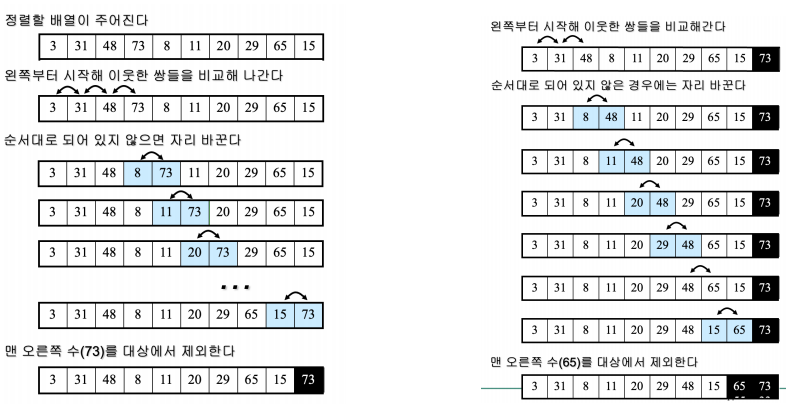 정렬할 배열이 주어진다
3 31 48 73 8 11 20 29 65 15
왼쪽부터 시작해 이웃한 쌍들을 비교해 나간다
3 31 48 73 8 11 20 29 65 15
순서대로 되어 있지 않으면 자리 바꾼다
3 31 48 8 73 11 20 29 65 15
3 31 48 8 11 73 20 29 65 15
3 31 48 8 11 20 73 29 65 15
...
3 31 48 8 11 20 29 65 15 73
맨 오른쪽 수(73)를 대상에서 제외한다
3 31 48 8 11 20 29 65 15 73
왼쪽부터 시작해 이웃한 쌍들을 비교해간다
3 31 48 8 11 20 29 65 15 73
순서대로 되어 있지 않은 경우에는 자리 바꾼다
3 31 8 48 11 20 29 65 15 73
3 31 8 11 48 20 29 65 15 73
3 31 8 11 20 48 29 65 15 73
3 31 8 11 20 29 48 65 15 73
3 31 8 11 20 29 48 65 15 73
3 31 8 11 20 29 48 15 65 73
맨 오른쪽 수(65)를 대상에서 제외한다
3 31 8 11 20 29 48 15 65 73